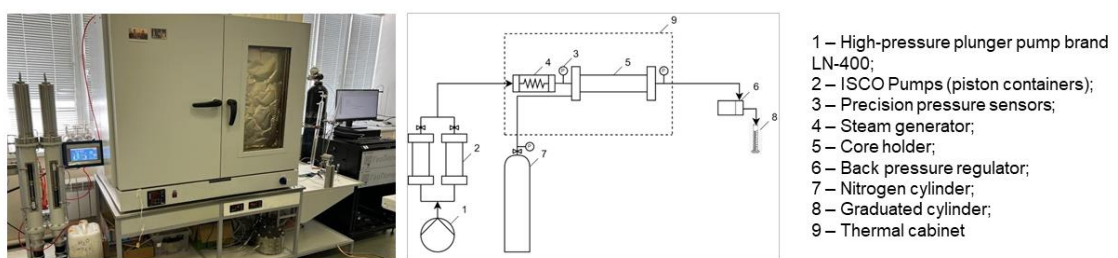 9
3
4
5
P
P
6
8
2
P
7
1
1 – High-pressure plunger pump brand
LN-400;
2 – ISCO Pumps (piston containers);
3 – Precision pressure sensors;
4 – Steam generator;
5 – Core holder;
6 – Back pressure regulator;
7 – Nitrogen cylinder;
8 – Graduated cylinder;
9 – Thermal cabinet